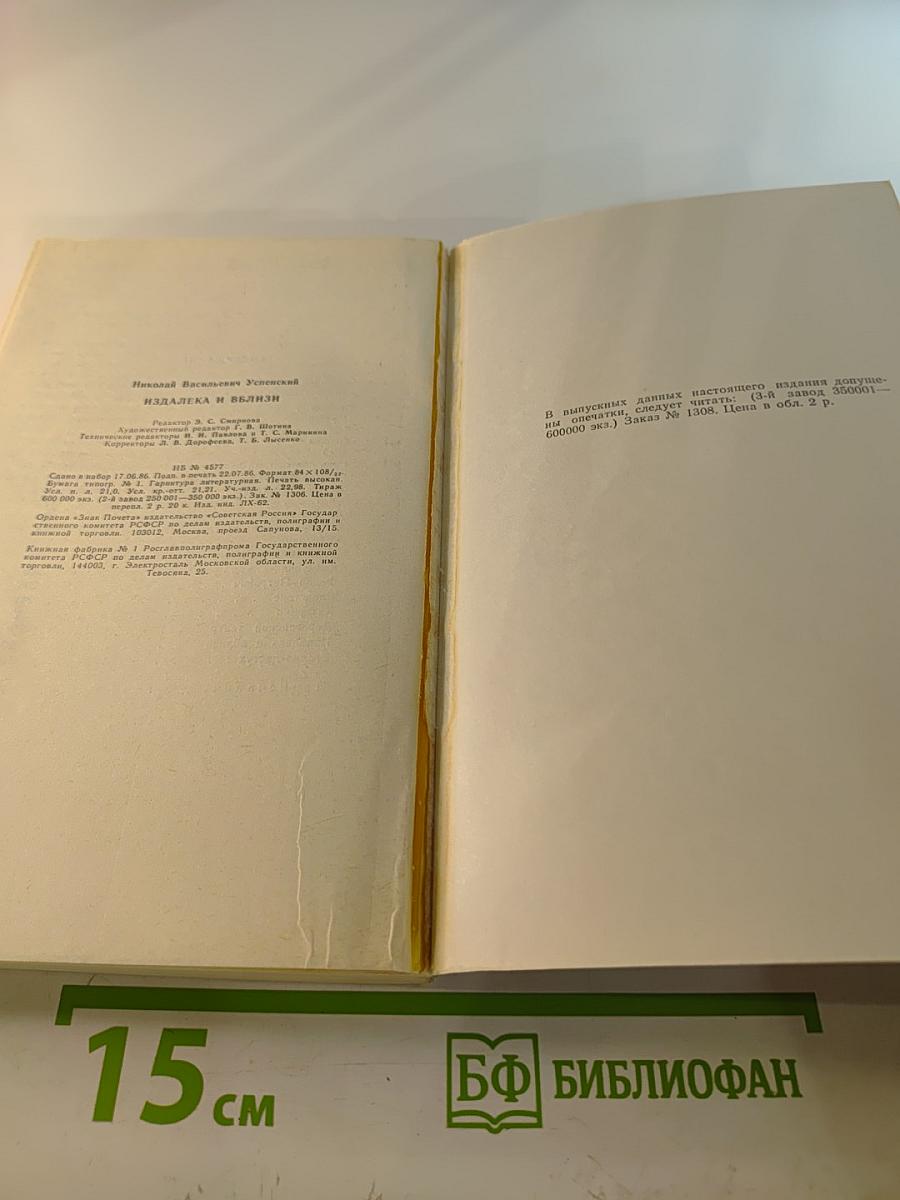 Николай Васильевич Успенский
ИЗДАЛЕКА И ВБЛИЗИ
Редактор Э. С. Смирнова
Художественный редактор Г. В. Шотина
Технические редакторы И. И. Павлова и Т. С. Маринина
Корректоры Л. В. Дорофеева, Т. Б. Лысенко
ИБ № 4577
Сдано в набор 17.06.86. Подп. в печать 22.07.86. Формат 84×108/32.
Бумага типогр. № 1. Гарнитура литературная. Печать высокая.
Усл. п. л. 21,0. Усл. кр.-отт. 21,21. Уч.-изд. л. 22,98. Тираж
600 000 экз. (2-й завод 250 001—350 000 экз.). Зак. № 1306. Цена в
перепл. 2 р. 20 к. Изд. инд. ЛХ-62.
Ордена «Знак Почета» издательство «Советская Россия» Государ
ственного комитета РСФСР по делам издательств, полиграфии и
книжной торговли. 103012, Москва, проезд Сапунова, 13/15.
Книжная фабрика № 1 Росглавполиграфпрома Государственного
комитета РСФСР по делам издательств, полиграфии и книжной
торговли, 144003, г. Электросталь Московской области, ул. им.
Тевосяна, 25.
В выпускных данных настоящего издания допуще-
ны опечатки, следует читать: (3-й завод 350001—
600000 экз.) Заказ № 1308. Цена в обл. 2 р.
15 см
БФ БИБЛИОФАН